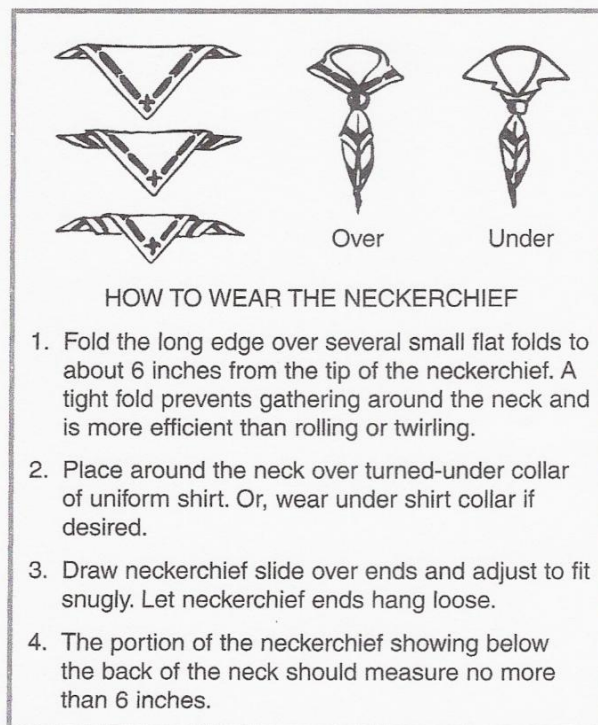 Over Under
HOW TO WEAR THE NECKERCHIEF
1. Fold the long edge over several small flat folds to
about 6 inches from the tip of the neckerchief. A
tight fold prevents gathering around the neck and
is more efficient than rolling or twirling.
2. Place around the neck over turned-under collar
of uniform shirt. Or, wear under shirt collar if
desired.
3. Draw neckerchief slide over ends and adjust to fit
snugly. Let neckerchief ends hang loose.
4. The portion of the neckerchief showing below
the back of the neck should measure no more
than 6 inches.